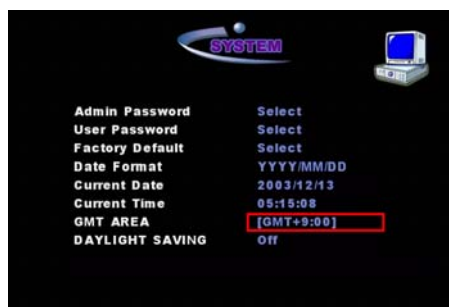 SYSTEM
Admin Password Select
User Password Select
Factory Default Select
Date Format YYYY/MM/DD
Current Date 2003/12/13
Current Time 05:15:08
GMT AREA [GMT+9:00]
DAYLIGHT SAVING Off